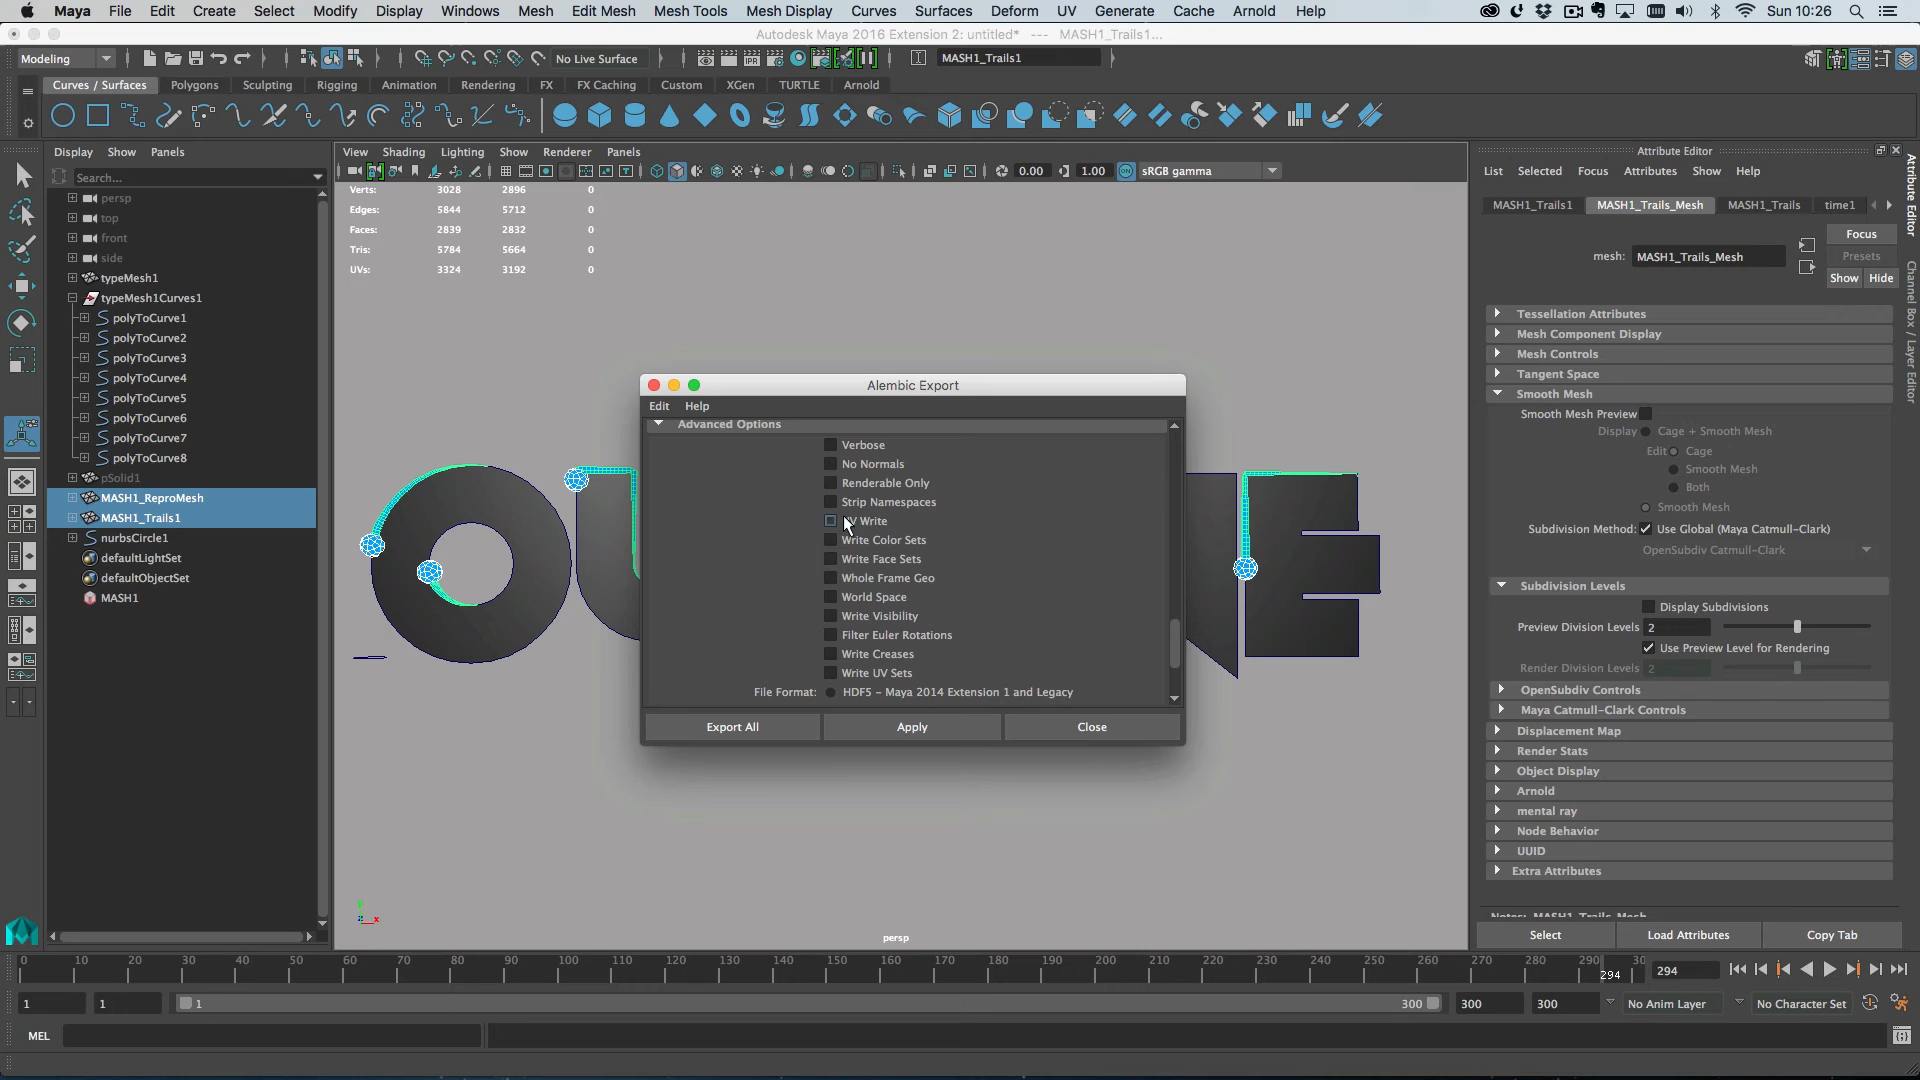 Maya File Edit Create Select Modify Display Windows Mesh Edit Mesh Mesh Tools Mesh Display Curves Surfaces Deform UV Generate Cache Arnold Help Sun 10:26
Autodesk Maya 2016 Extension 2: untitled* --- MASH1_Trails1...
Modeling No Live Surface MASH1_Trails1
Curves / Surfaces Polygons Sculpting Rigging Animation Rendering FX FX Caching Custom XGen TURTLE Arnold
Display Show Panels
Search...
persp
top
front
side
typeMesh1
typeMesh1Curves1
polyToCurve1
polyToCurve2
polyToCurve3
polyToCurve4
polyToCurve5
polyToCurve6
polyToCurve7
polyToCurve8
pSolid1
MASH1_ReproMesh
MASH1_Trails1
nurbsCircle1
defaultLightSet
defaultObjectSet
MASH1
View Shading Lighting Show Renderer Panels
0.00 1.00 sRGB gamma
Verts: 3028 2896 0
Edges: 5844 5712 0
Faces: 2839 2832 0
Tris: 5784 5664 0
UVs: 3324 3192 0
Alembic Export
Edit Help
Advanced Options
Verbose
No Normals
Renderable Only
Strip Namespaces
Write
Write Color Sets
Write Face Sets
Whole Frame Geo
World Space
Write Visibility
Filter Euler Rotations
Write Creases
Write UV Sets
File Format: HDF5 - Maya 2014 Extension 1 and Legacy
Export All Apply Close
persp
Attribute Editor
List Selected Focus Attributes Show Help
MASH1_Trails1 MASH1_Trails_Mesh MASH1_Trails time1
Focus
mesh: MASH1_Trails_Mesh Presets
Show Hide
Tessellation Attributes
Mesh Component Display
Mesh Controls
Tangent Space
Smooth Mesh
Smooth Mesh Preview
Display Cage + Smooth Mesh
Edit Cage
Smooth Mesh
Both
Smooth Mesh
Subdivision Method: Use Global (Maya Catmull-Clark)
OpenSubdiv Catmull-Clark
Subdivision Levels
Display Subdivisions
Preview Division Levels 2
Use Preview Level for Rendering
Render Division Levels 2
OpenSubdiv Controls
Maya Catmull-Clark Controls
Displacement Map
Render Stats
Object Display
Arnold
mental ray
Node Behavior
UUID
Extra Attributes
Notes: MASH1_Trails_Mesh
Select Load Attributes Copy Tab
Attribute Editor
Channel Box / Layer Editor
0 10 20 30 40 50 60 70 80 90 100 110 120 130 140 150 160 170 180 190 200 210 220 230 240 250 260 270 280 290 30
294 294
1 1 1 300 300 300 No Anim Layer No Character Set
MEL